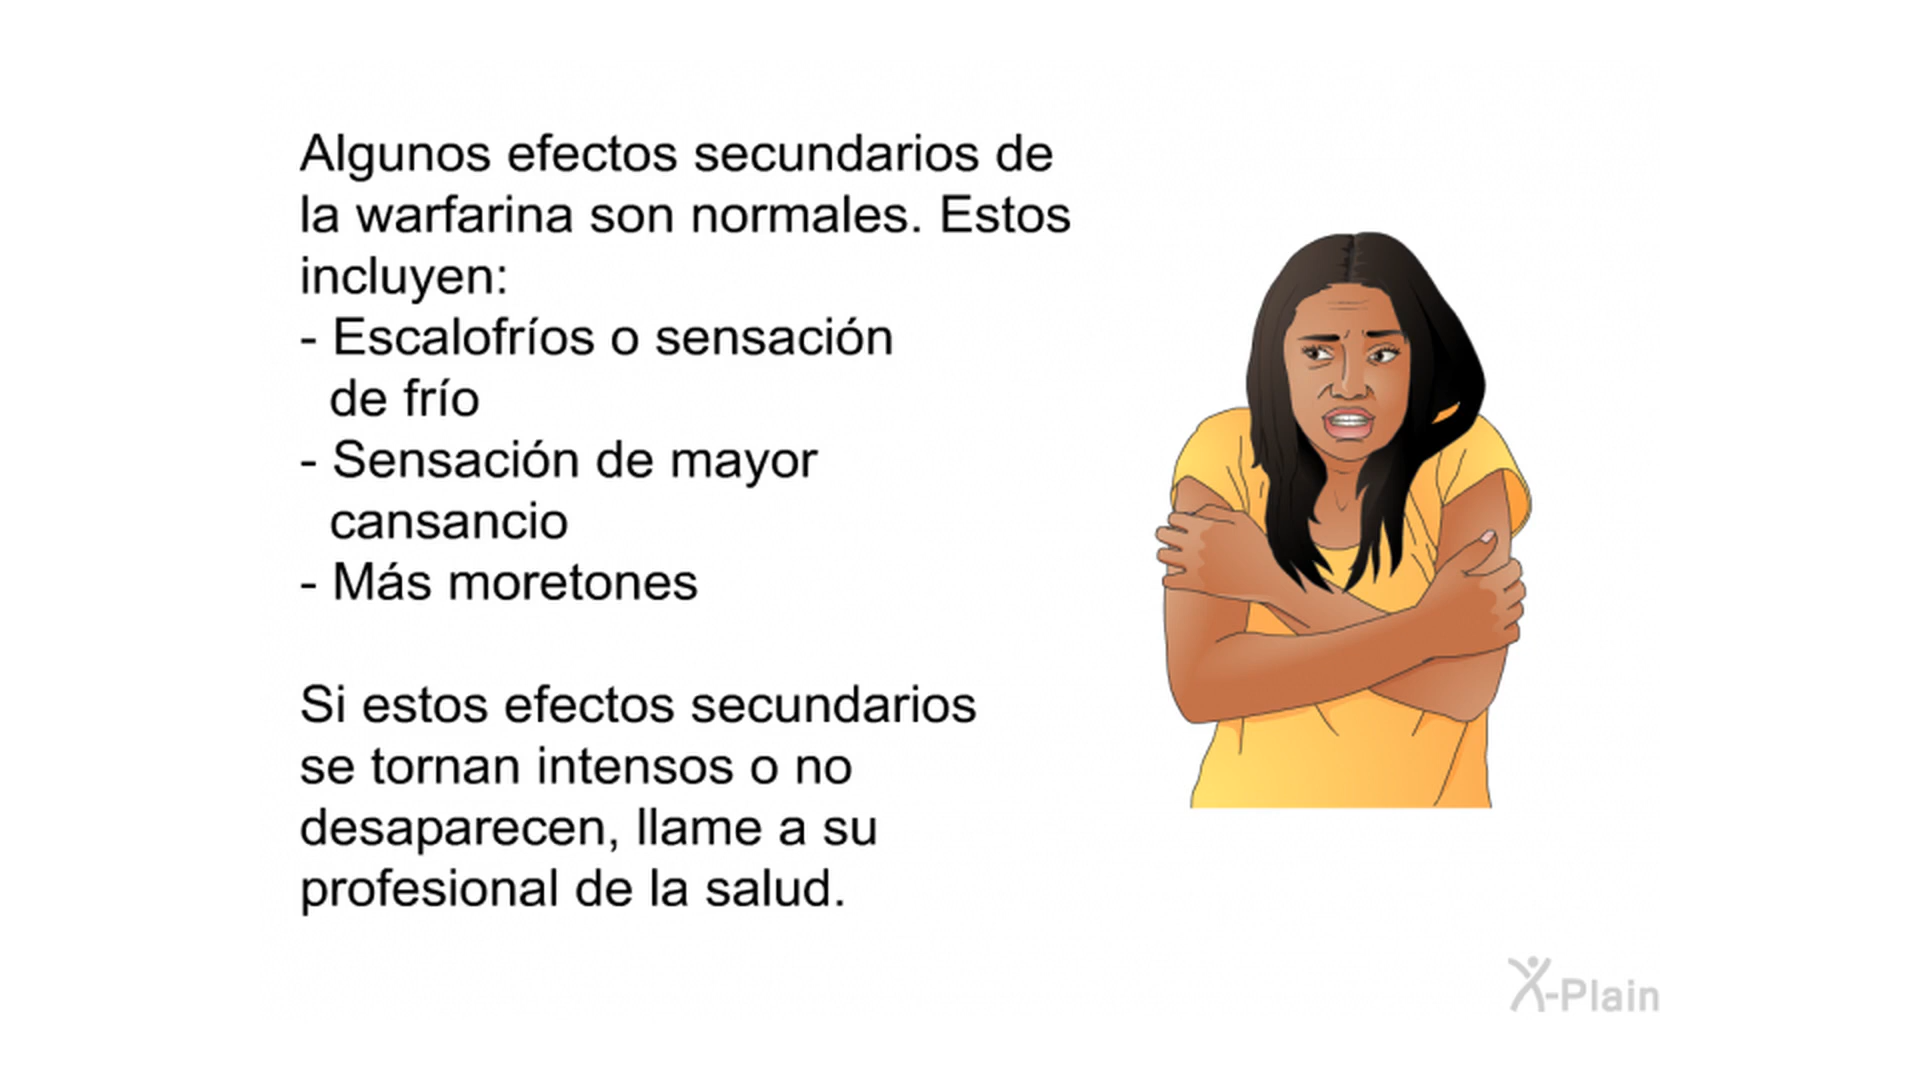 Algunos efectos secundarios de
la warfarina son normales. Estos
incluyen:
- Escalofríos o sensación
de frío
- Sensación de mayor
cansancio
- Más moretones
Si estos efectos secundarios
se tornan intensos o no
desaparecen, llame a su
profesional de la salud.
X-Plain